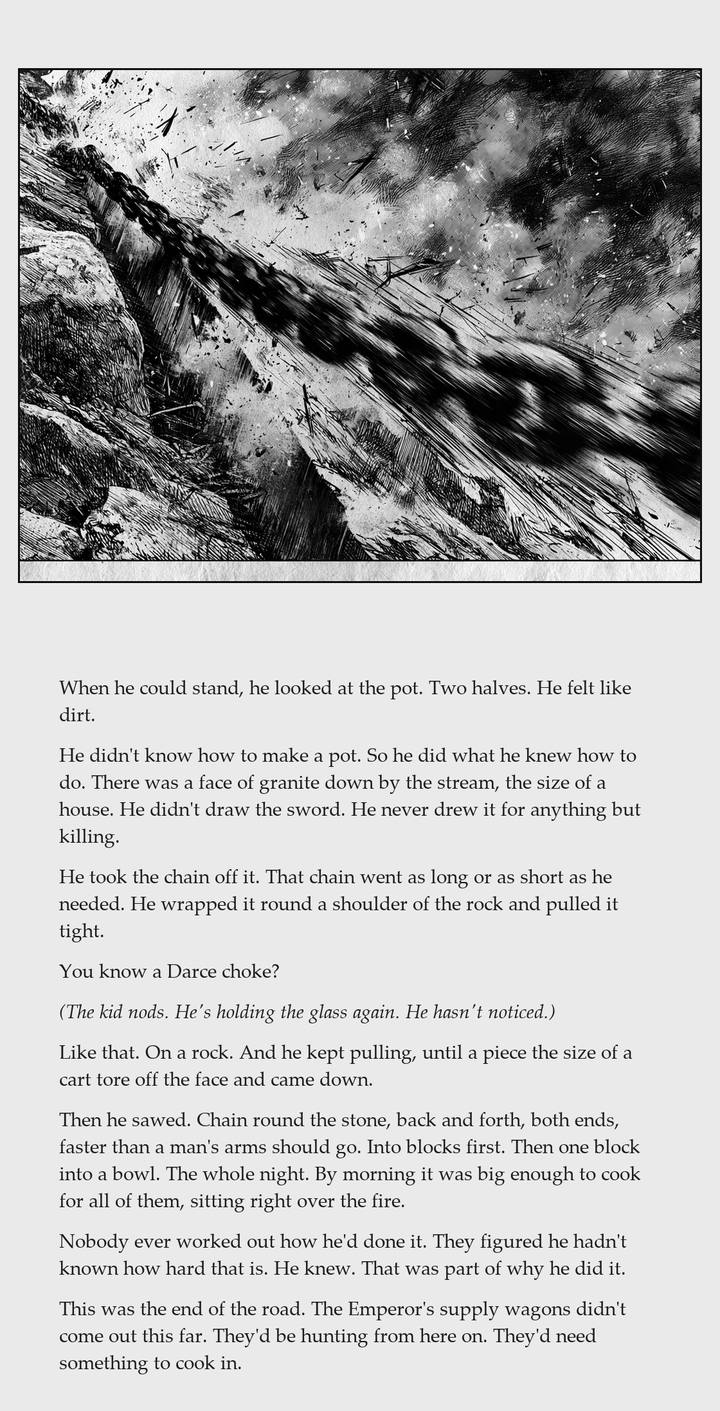 When he could stand, he looked at the pot. Two halves. He felt like
dirt.
He didn't know how to make a pot. So he did what he knew how to
do. There was a face of granite down by the stream, the size of a
house. He didn't draw the sword. He never drew it for anything but
killing.
He took the chain off it. That chain went as long or as short as he
needed. He wrapped it round a shoulder of the rock and pulled it
tight.
You know a Darce choke?
(The kid nods. He's holding the glass again. He hasn't noticed.)
Like that. On a rock. And he kept pulling, until a piece the size of a
cart tore off the face and came down.
Then he sawed. Chain round the stone, back and forth, both ends,
faster than a man's arms should go. Into blocks first. Then one block
into a bowl. The whole night. By morning it was big enough to cook
for all of them, sitting right over the fire.
Nobody ever worked out how he'd done it. They figured he hadn't
known how hard that is. He knew. That was part of why he did it.
This was the end of the road. The Emperor's supply wagons didn't
come out this far. They'd be hunting from here on. They'd need
something to cook in.